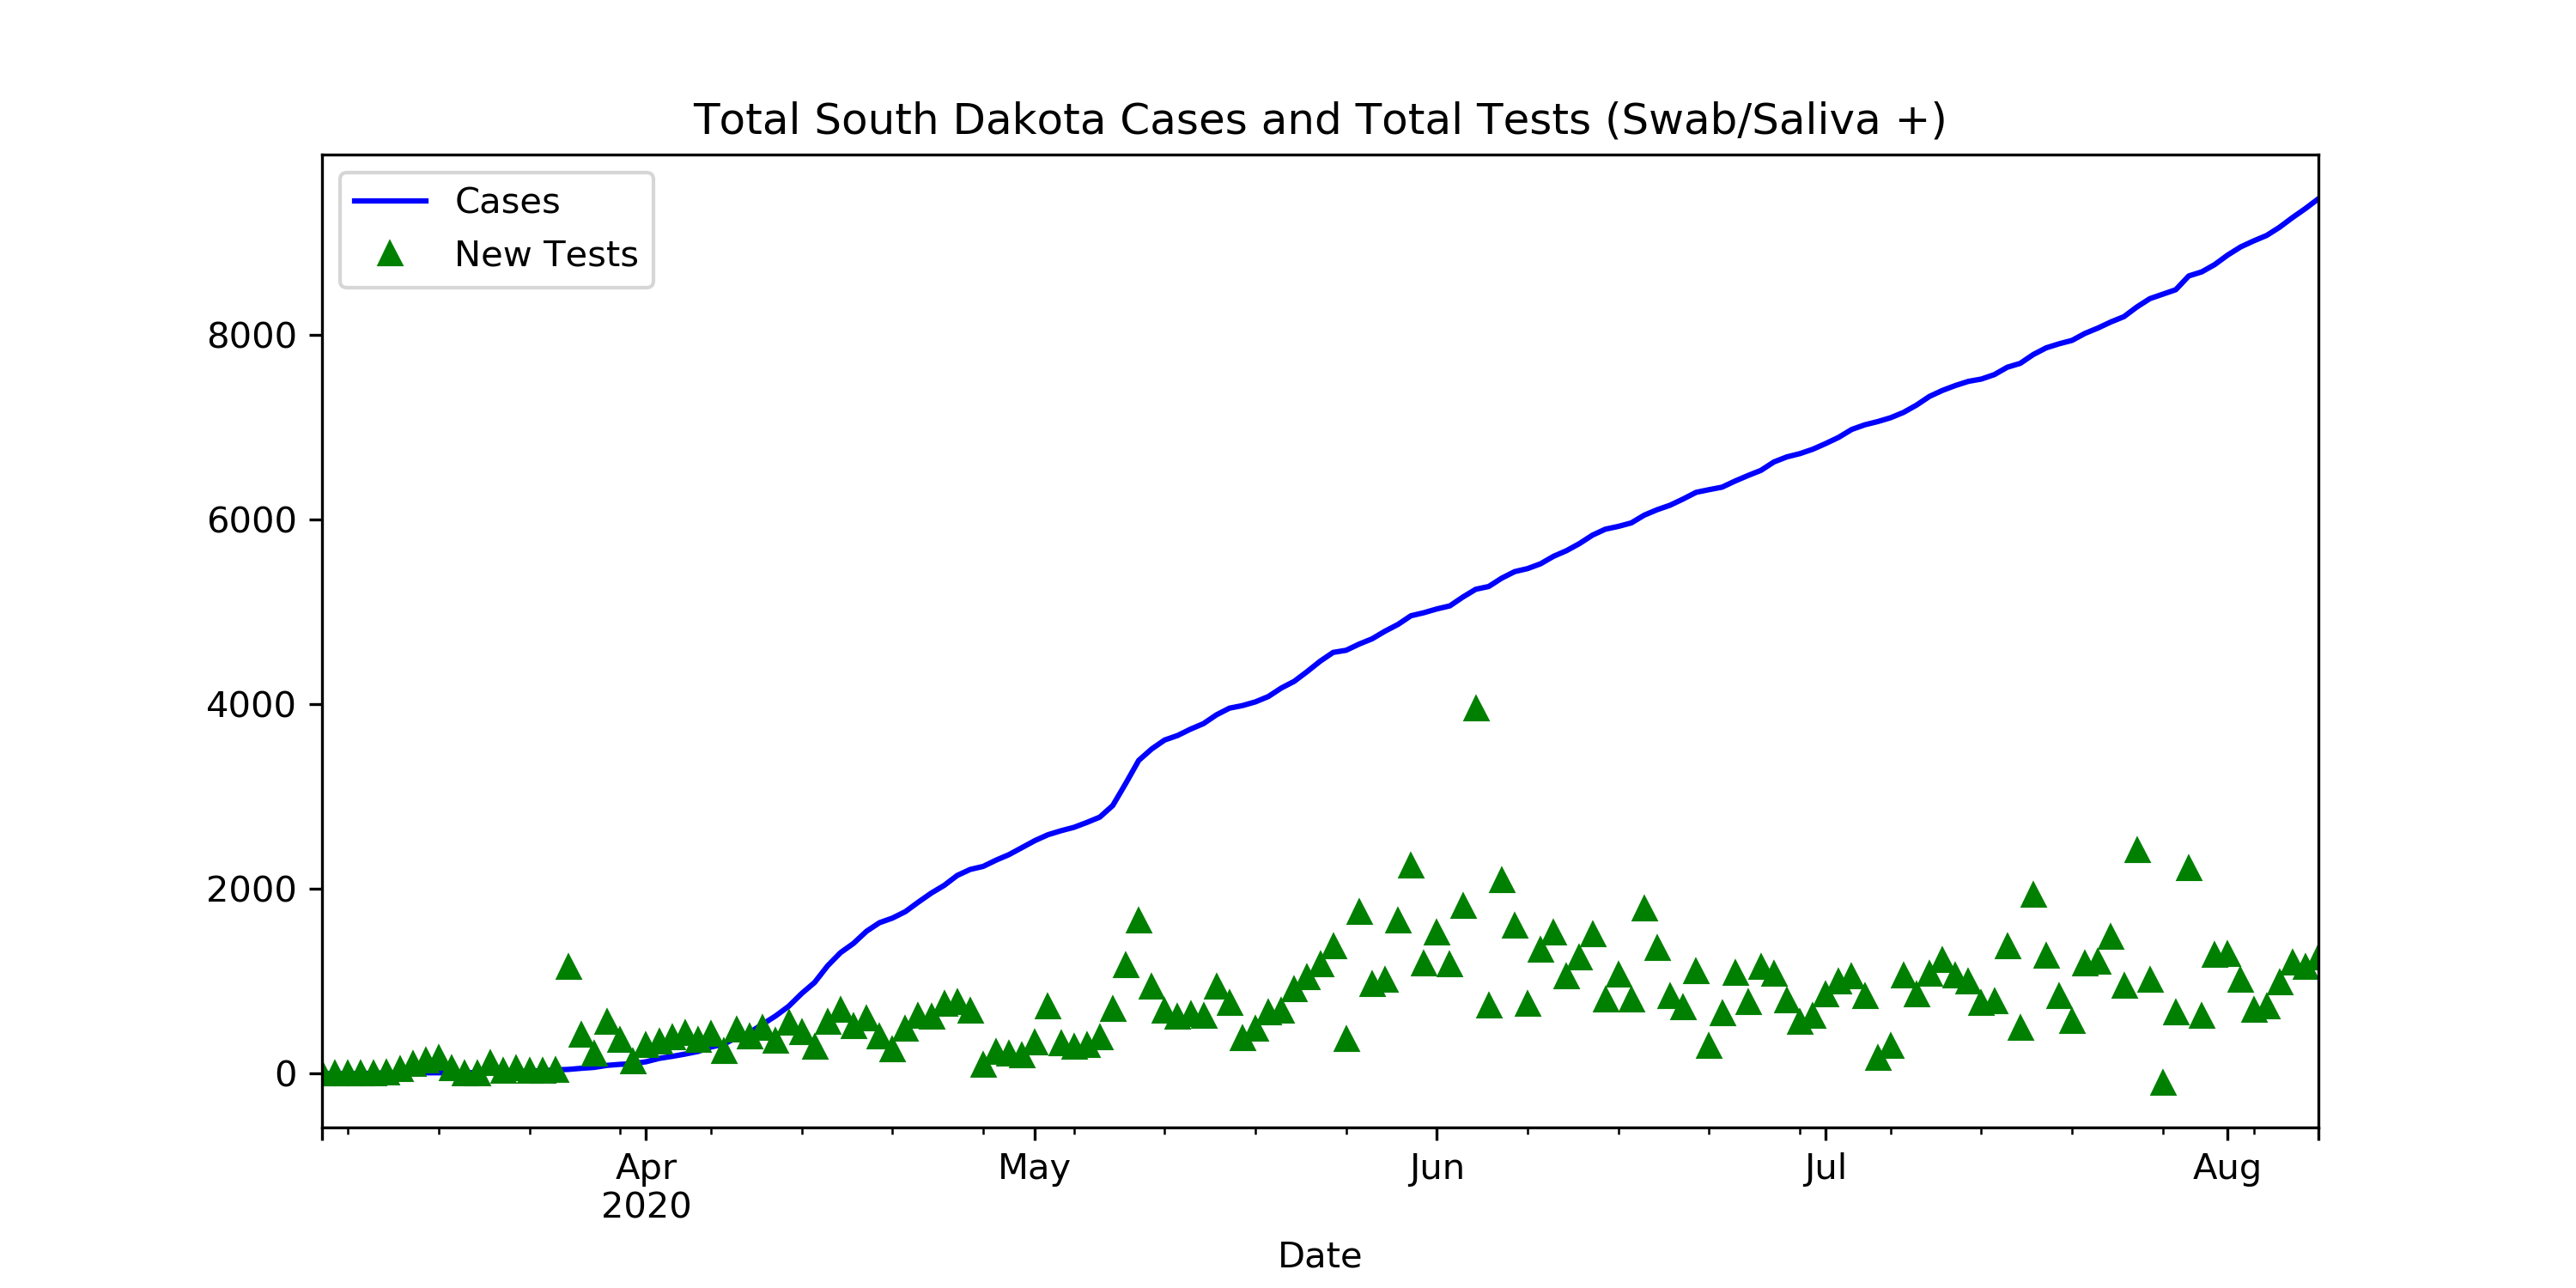 Total South Dakota Cases and Total Tests (Swab/Saliva +)
Cases
New Tests
8000
6000
4000
2000
0
Apr May Jun Jul Aug
2020
Date